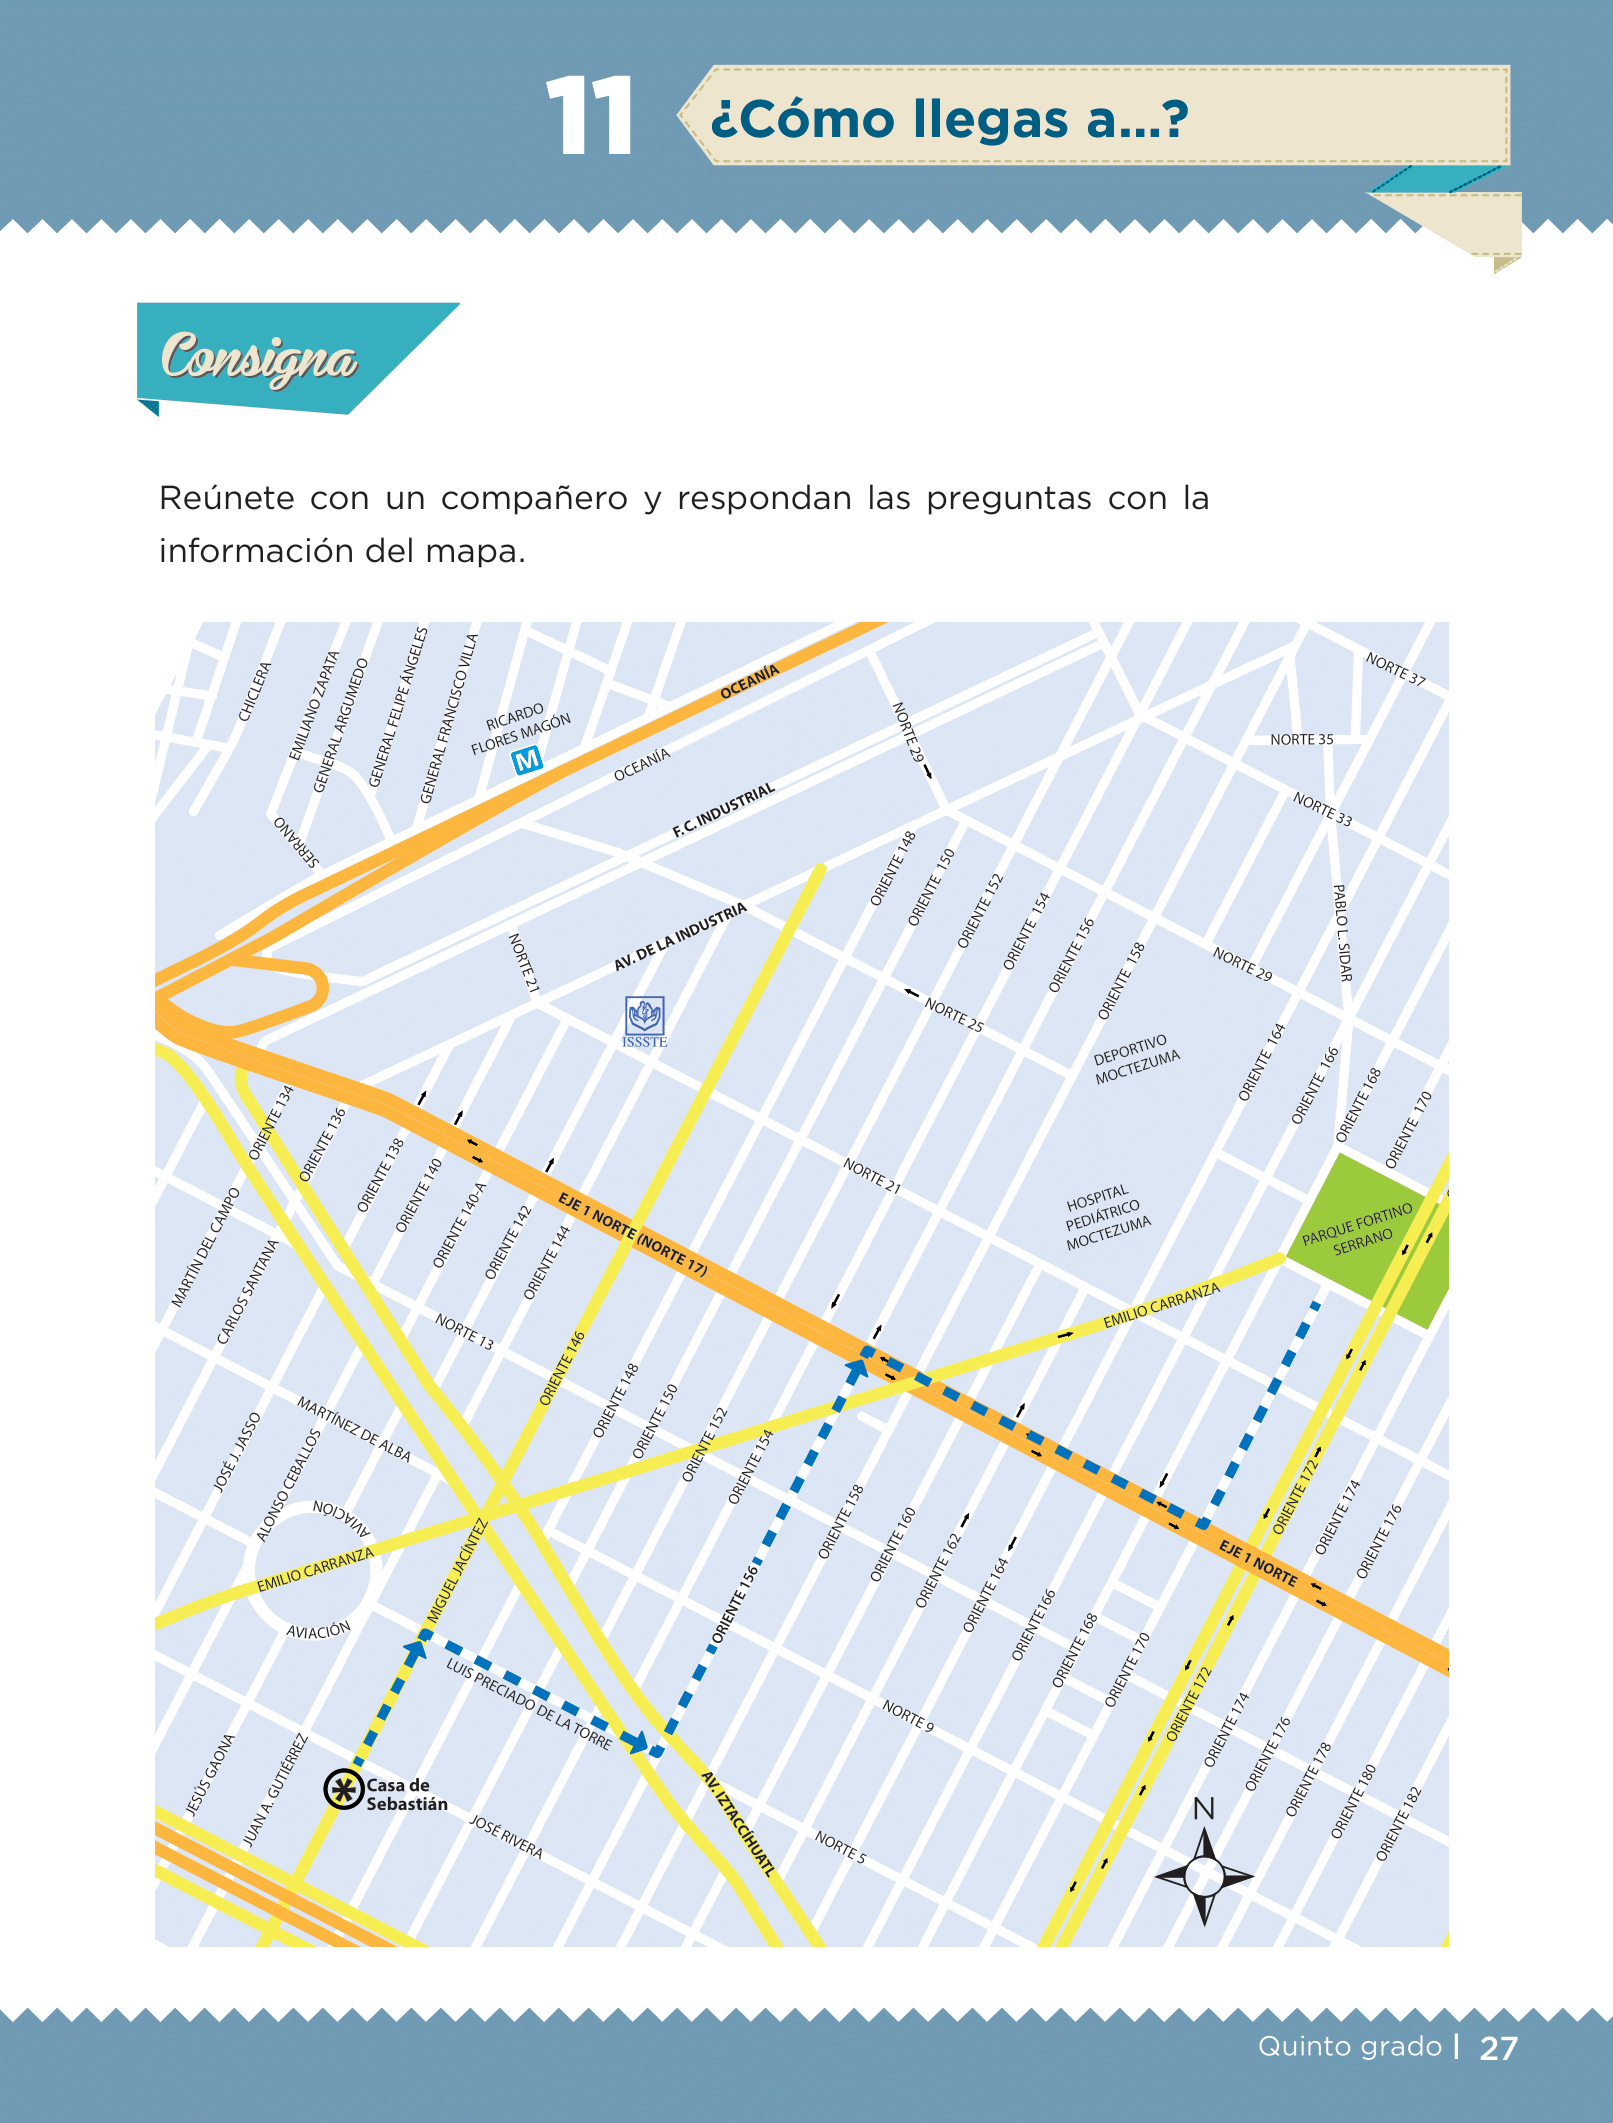 11
¿Cómo llegas a...?
Consigna
Reúnete con un compañero y respondan las preguntas con la
información del mapa.
CHICLERA
EMILIANO ZAPATA
GENERAL ARGUMEDO
GENERAL FELIPE ÁNGELES
GENERAL FRANCISCO VILLA
RICARDO
FLORES MAGÓN
M
OCEANÍA
OCEANÍA
F. C. INDUSTRIAL
NORTE 29
NORTE 37
NORTE 35
NORTE 33
SERRANO
AV. DE LA INDUSTRIA
NORTE 21
ISSSTE
ORIENTE 148
ORIENTE 150
ORIENTE 152
ORIENTE 154
ORIENTE 156
ORIENTE 158
NORTE 25
NORTE 29
PABLO L. SIDAR
DEPORTIVO
MOCTEZUMA
ORIENTE 164
ORIENTE 166
ORIENTE 168
ORIENTE 170
ORIENTE 134
ORIENTE 136
ORIENTE 138
ORIENTE 140
ORIENTE 140-A
ORIENTE 142
ORIENTE 144
EJE 1 NORTE (NORTE 17)
NORTE 21
HOSPITAL
PEDIÁTRICO
MOCTEZUMA
PARQUE FORTINO
SERRANO
MARTÍN DEL CAMPO
CARLOS SANTANA
NORTE 13
EMILIO CARRANZA
ORIENTE 146
ORIENTE 148
ORIENTE 150
ORIENTE 152
ORIENTE 154
MARTÍNEZ DE ALBA
JOSÉ J. JASSO
ALONSO CEBALLOS
AVIACIÓN
EMILIO CARRANZA
AVIACIÓN
MIGUEL JACÍNTEZ
ORIENTE 156
ORIENTE 158
ORIENTE 160
ORIENTE 162
ORIENTE 164
ORIENTE166
ORIENTE 168
ORIENTE 170
ORIENTE 172
ORIENTE 174
ORIENTE 176
EJE 1 NORTE
LUIS PRECIADO DE LA TORRE
NORTE 9
ORIENTE 172
ORIENTE 174
ORIENTE 176
ORIENTE 178
ORIENTE 180
ORIENTE 182
JESÚS GAONA
JUAN A. GUTIÉRREZ
Casa de
Sebastián
JOSÉ RIVERA
AV. IZTACCÍHUATL
NORTE 5
N
Quinto grado | 27